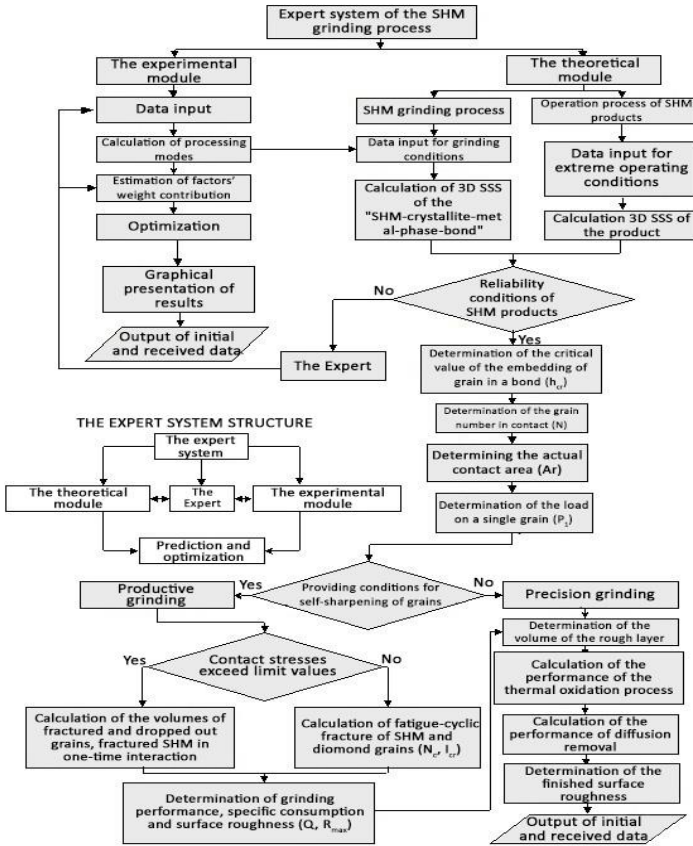 Expert system of the SHM
grinding process
The experimental
module
The theoretical
module
Data input
SHM grinding process
Operation process of SHM
products
Calculation of processing
modes
Data input for grinding
conditions
Data input for
extreme operating
conditions
Estimation of factors'
weight contribution
Calculation of 3D SSS
of the
"SHM-crystallite-met
al-phase-bond"
Optimization
Calculation 3D SSS of
the product
Graphical
presentation of
results
No
Reliability
conditions of
SHM products
Output of initial
and received data
Yes
The Expert
Determination of the critical
value of the embedding of
grain in a bond (hcr)
Determination of the grain
number in contact (N)
THE EXPERT SYSTEM STRUCTURE
The expert
system
Determining the actual
contact area (Ar)
The theoretical
module
The
Expert
The experimental
module
Determination of the load
on a single grain (P1)
Prediction and
optimization
Productive
grinding
Yes
Providing conditions for
self-sharpening of grains
No
Precision grinding
Determination of the
volume of the rough layer
Yes
Contact stresses
exceed limit values
No
Calculation of the
performance of the
thermal oxidation process
Calculation of the volumes of
fractured and dropped out
grains, fractured SHM in
one-time interaction
Calculation of fatigue-cyclic
fracture of SHM and
diomond grains (Nc, Icr)
Calculation of the
performance of diffusion
removal
Determination of the
finished surface
roughness
Determination of grinding
performance, specific consumption
and surface roughness (Q, Rmax)
Output of initial
and received data